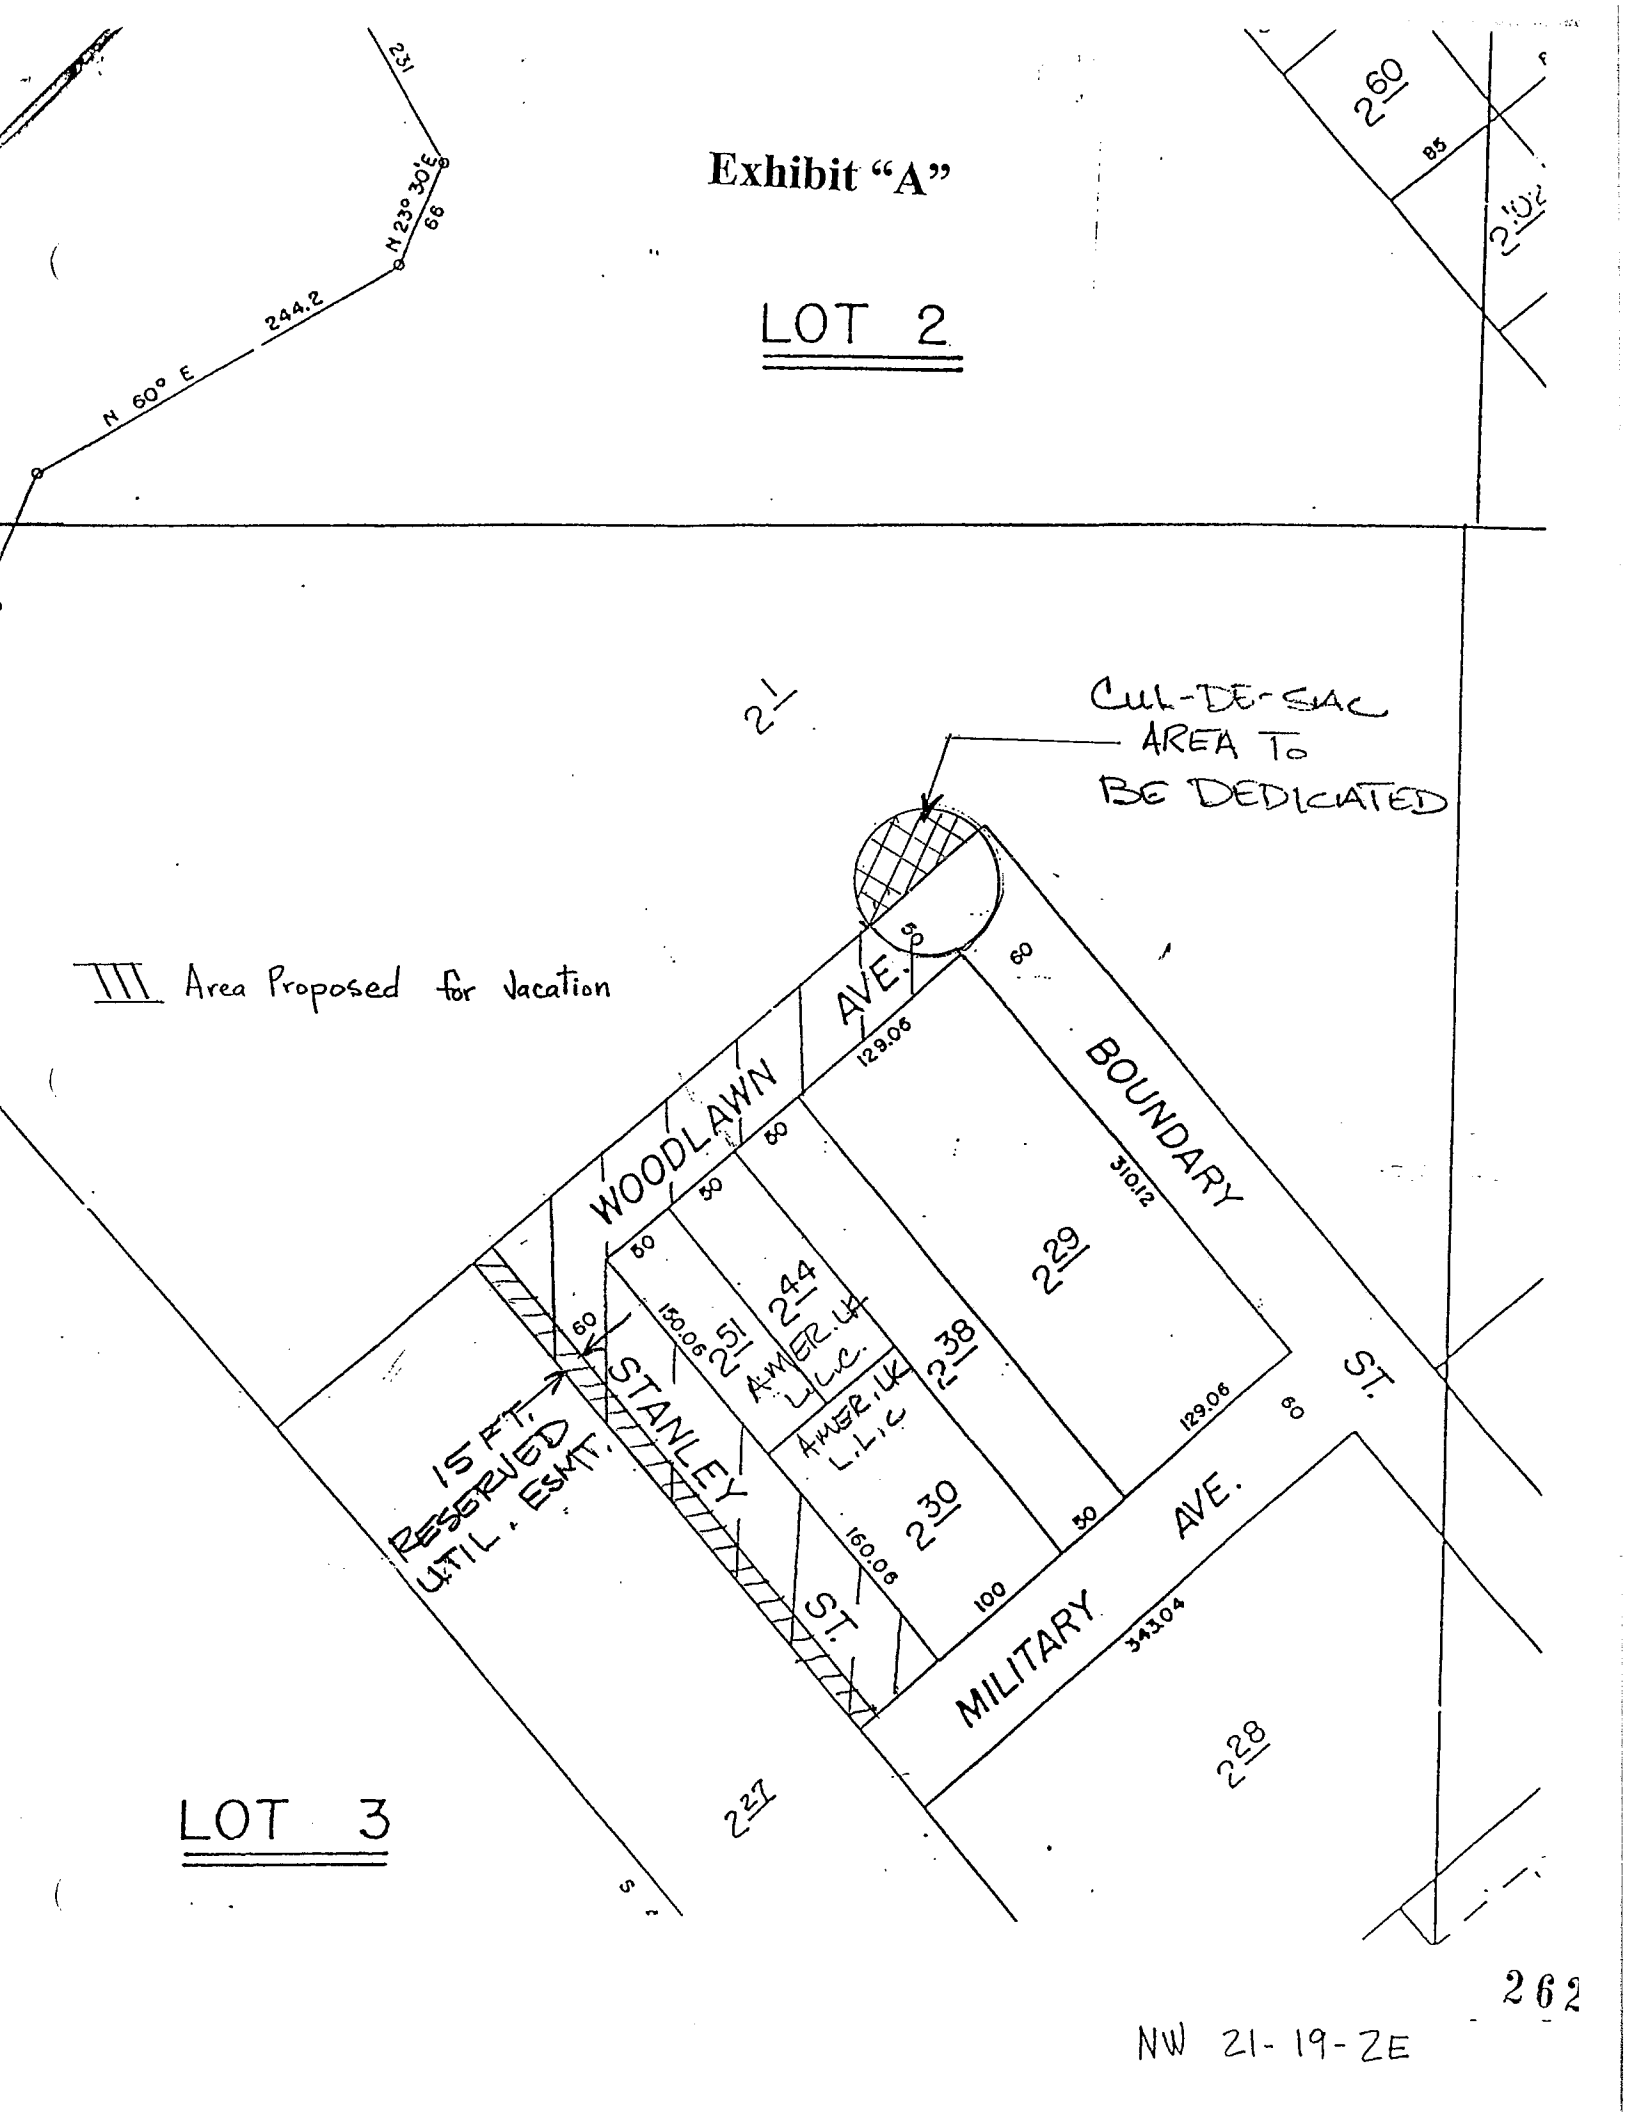 231
N 23° 30' E
66
244.2
N 60° E
Exhibit “A”
LOT 2
2 60
85
2 102
2 1
CUL-DE-SAC
AREA TO
BE DEDICATED
Area Proposed for Vacation
50
60
WOODLAWN AVE.
129.06
BOUNDARY ST.
310.12
50
50
50
2 29
150.06
2 51
2 44
AMER. UK
L.L.C.
2 38
60
STANLEY ST.
AMER. UK
L.L.C
15 FT.
RESERVED
UTIL. ESMT.
2 30
160.06
100
50
129.06
60
MILITARY AVE.
343.04
2 28
2 27
LOT 3
S
262
NW 21-19-2E